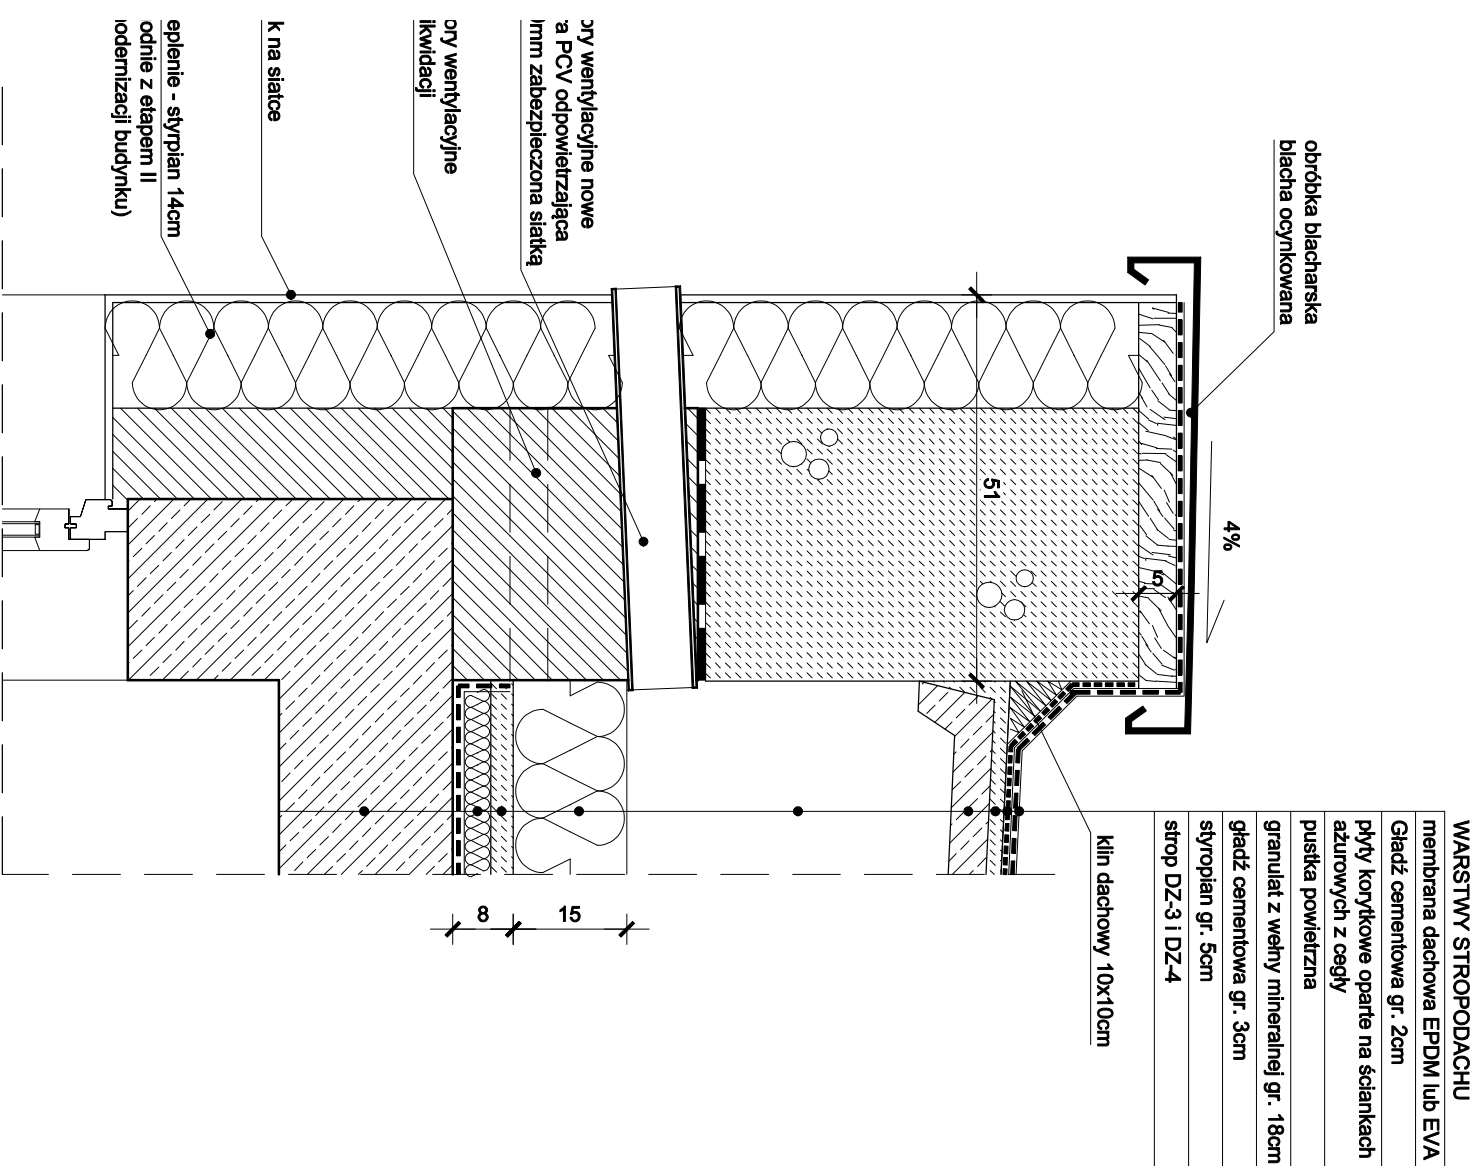 WARSTWY STROPODACHU
membrana dachowa EPDM lub EVA
Gładź cementowa gr. 2cm
płyty korytkowe oparte na ściankach
ażurowych z cegły
pustka powietrzna
granulat z wełny mineralnej gr. 18cm
gładź cementowa gr. 3cm
styropian gr. 5cm
strop DZ-3 i DZ-4
klin dachowy 10x10cm
obróbka blacharska
blacha ocynkowana
4%
5
51
ory wentylacyjne nowe
a PCV odpowietrzająca
mm zabezpieczona siatką
ory wentylacyjne
ikwidacji
k na siatce
eplenie - styrpian 14cm
odnie z etapem II
odernizacji budynku)
15
8